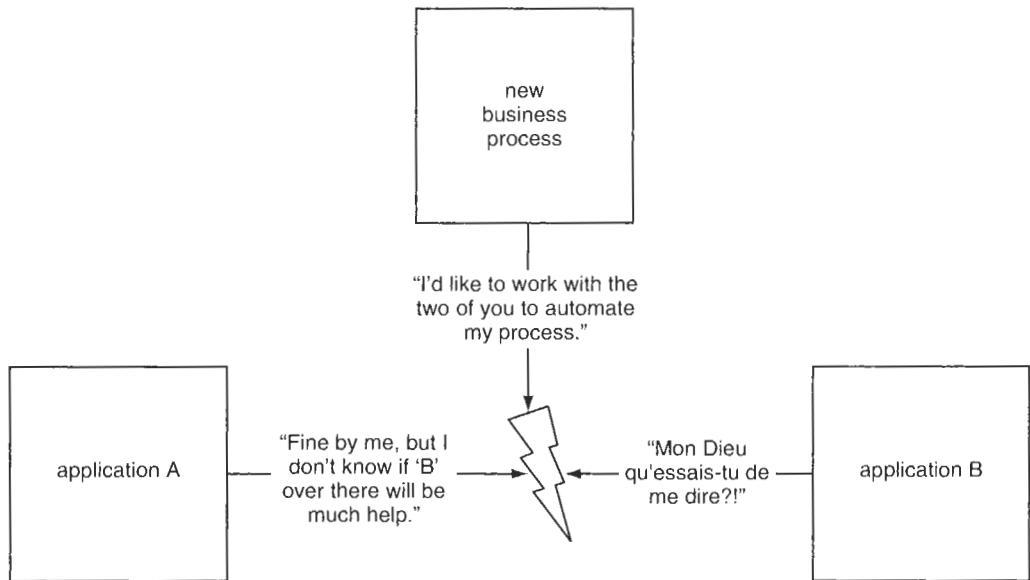 new
business
process
“I'd like to work with the
two of you to automate
my process.”
application A
“Fine by me, but I
don't know if ‘B’
over there will be
much help.”
“Mon Dieu
qu'essais-tu de
me dire?!”
application B